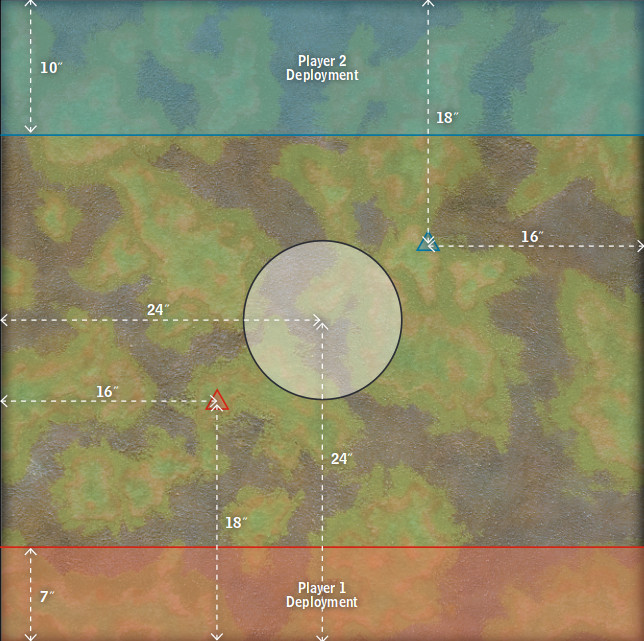 Player 2
Deployment
10″
18″
16″
24″
16″
24″
18″
Player 1
Deployment
7″